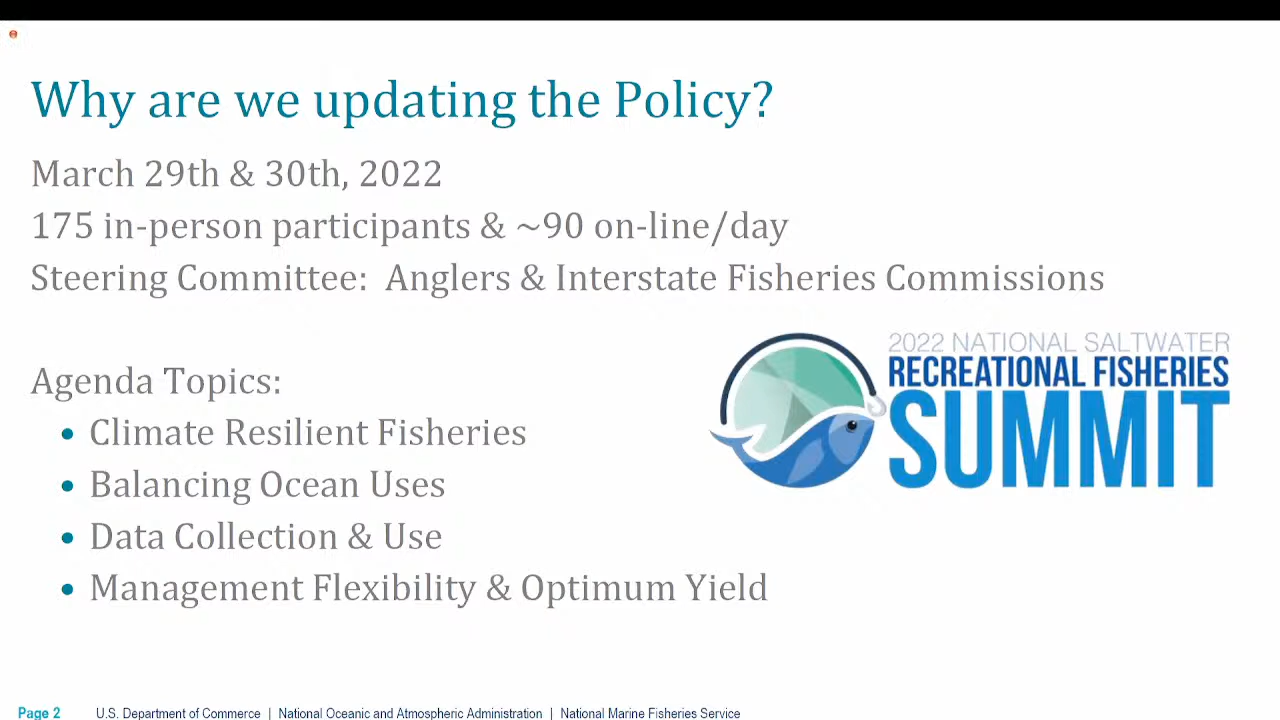 Why are we updating the Policy?
March 29th & 30th, 2022
175 in-person participants & ~90 on-line/day
Steering Committee:  Anglers & Interstate Fisheries Commissions
2022 NATIONAL SALTWATER
RECREATIONAL FISHERIES
SUMMIT
Agenda Topics:
• Climate Resilient Fisheries
• Balancing Ocean Uses
• Data Collection & Use
• Management Flexibility & Optimum Yield
Page 2 U.S. Department of Commerce | National Oceanic and Atmospheric Administration | National Marine Fisheries Service